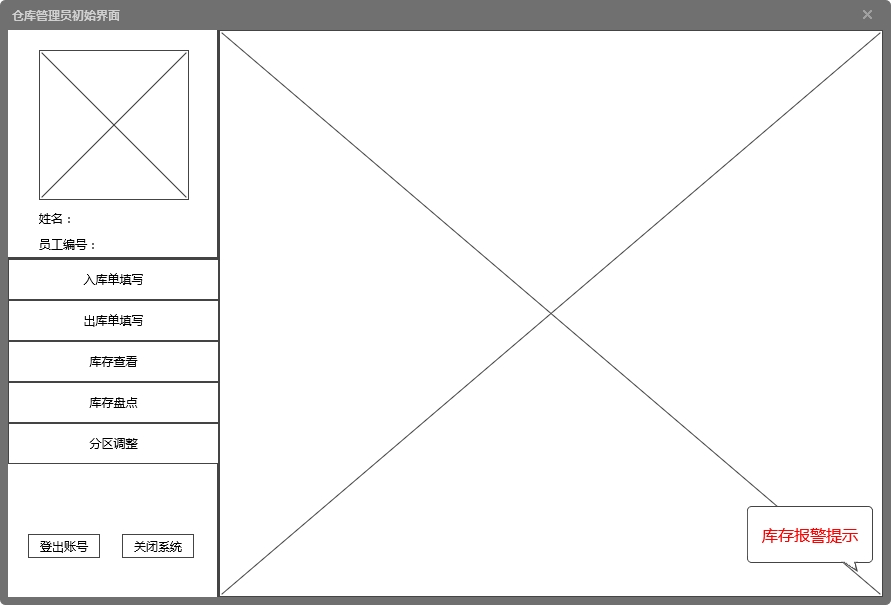 仓库管理员初始界面
姓名：
员工编号：
入库单填写
出库单填写
库存查看
库存盘点
分区调整
登出账号
关闭系统
库存报警提示